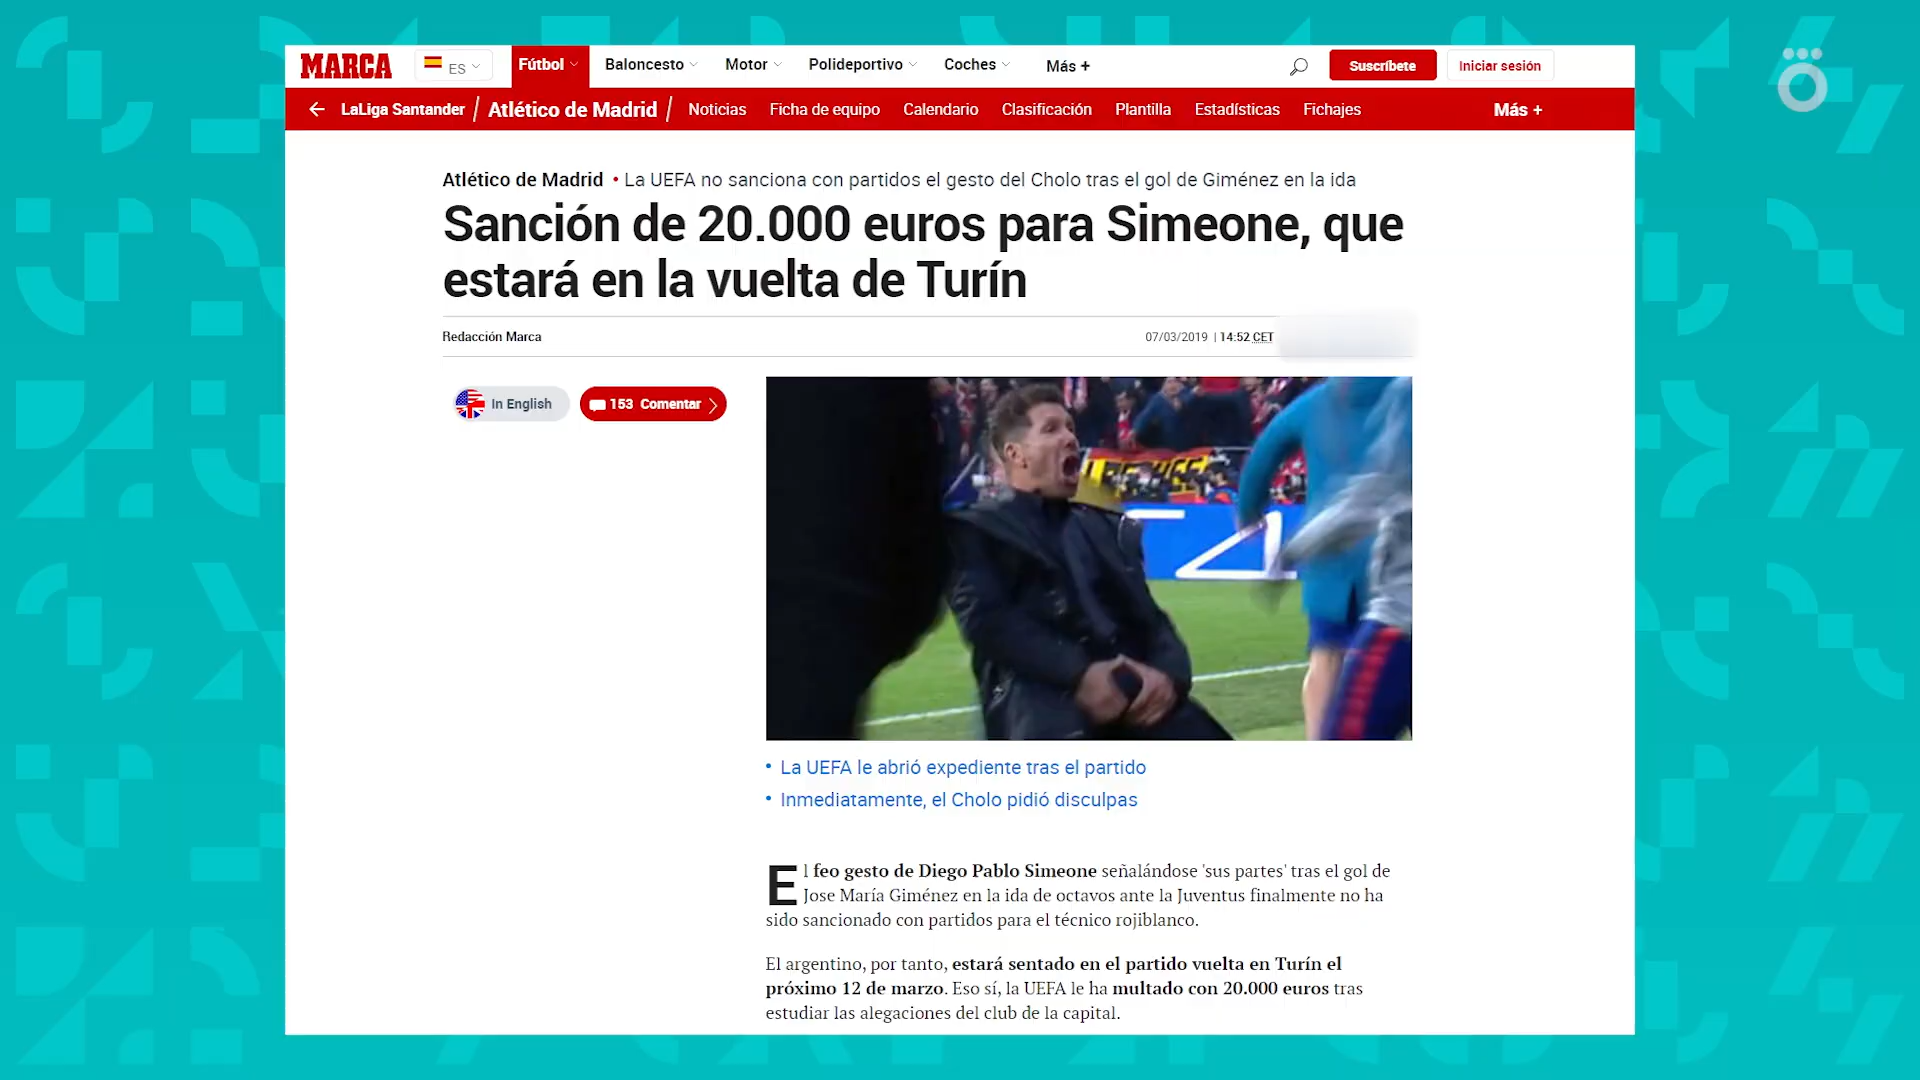 MARCA
ES
Fútbol
Baloncesto
Motor
Polideportivo
Coches
Más +
Suscríbete
Iniciar sesión
LaLiga Santander / Atlético de Madrid /
Noticias
Ficha de equipo
Calendario
Clasificación
Plantilla
Estadísticas
Fichajes
Más +
Atlético de Madrid • La UEFA no sanciona con partidos el gesto del Cholo tras el gol de Giménez en la ida
Sanción de 20.000 euros para Simeone, que
estará en la vuelta de Turín
Redacción Marca
07/03/2019 | 14:52 CET
In English
153 Comentar
• La UEFA le abrió expediente tras el partido
• Inmediatamente, el Cholo pidió disculpas
El feo gesto de Diego Pablo Simeone señalándose 'sus partes' tras el gol de
Jose María Giménez en la ida de octavos ante la Juventus finalmente no ha
sido sancionado con partidos para el técnico rojiblanco.
El argentino, por tanto, estará sentado en el partido vuelta en Turín el
próximo 12 de marzo. Eso sí, la UEFA le ha multado con 20.000 euros tras
estudiar las alegaciones del club de la capital.